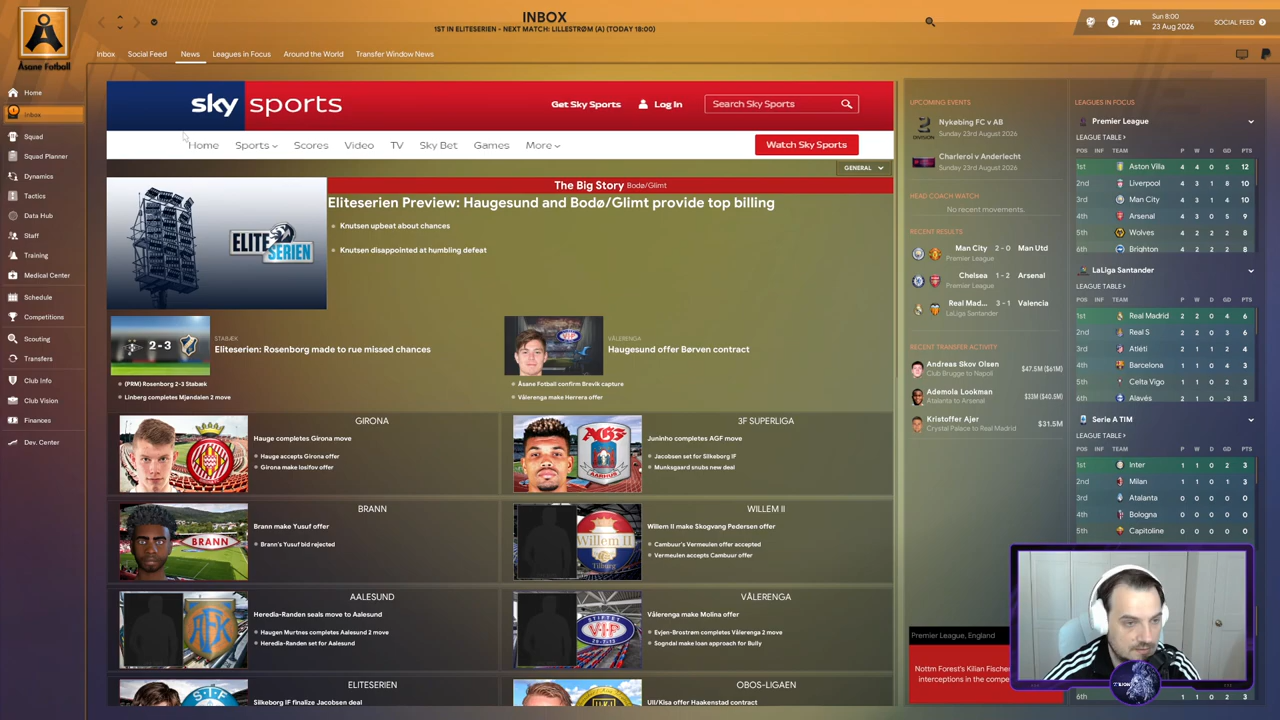 INBOX
1ST IN ELITESERIEN - NEXT MATCH: LILLESTRØM (A) (TODAY 18:00)
FM
Sun 8:00
23 Aug 2026
SOCIAL FEED
Åsane Fotball
Inbox
Social Feed
News
Leagues In Focus
Around the World
Transfer Window News
Home
Inbox
Squad
Squad Planner
Dynamics
Tactics
Data Hub
Staff
Training
Medical Center
Schedule
Competitions
Scouting
Transfers
Club Info
Club Vision
Finances
Dev. Center
sky sports
Get Sky Sports
Log In
Search Sky Sports
Home
Sports
Scores
Video
TV
Sky Bet
Games
More
Watch Sky Sports
GENERAL
The Big Story Bodø/Glimt
ELITE SERIEN
Eliteserien Preview: Haugesund and Bodø/Glimt provide top billing
Knutsen upbeat about chances
Knutsen disappointed at humbling defeat
2-3
STABÆK
Eliteserien: Rosenborg made to rue missed chances
(PRM) Rosenborg 2-3 Stabæk
Linberg completes Mjøndalen 2 move
VÅLERENGA
Haugesund offer Børven contract
Åsane Fotball confirm Brevik capture
Vålerenga make Herrera offer
GIRONA
Hauge completes Girona move
Hauge accepts Girona offer
Girona make Iosifov offer
3F SUPERLIGA
Juninho completes AGF move
Jacobsen set for Silkeborg IF
Munksgaard snubs new deal
BRANN
Brann make Yusuf offer
Brann's Yusuf bid rejected
WILLEM II
Willem II make Skogvang Pedersen offer
Cambuur's Vermeulen offer accepted
Vermeulen accepts Cambuur offer
AALESUND
Heredia-Randen seals move to Aalesund
Haugen Murtnes completes Aalesund 2 move
Heredia-Randen set for Aalesund
VÅLERENGA
Vålerenga make Molina offer
Evjen-Brostrøm completes Vålerenga 2 move
Sogndal make loan approach for Bully
ELITESERIEN
Silkeborg IF finalize Jacobsen deal
OBOS-LIGAEN
Ull/Kisa offer Haakenstad contract
UPCOMING EVENTS
Nykøbing FC v AB
Sunday 23rd August 2026
Charleroi v Anderlecht
Sunday 23rd August 2026
HEAD COACH WATCH
No recent movements.
RECENT RESULTS
Man City 2 - 0 Man Utd
Premier League
Chelsea 1 - 2 Arsenal
Premier League
Real Mad... 3 - 1 Valencia
LaLiga Santander
RECENT TRANSFER ACTIVITY
Andreas Skov Olsen
Club Brugge to Napoli
$47.5M ($61M)
Ademola Lookman
Atalanta to Arsenal
$33M ($40.5M)
Kristoffer Ajer
Crystal Palace to Real Madrid
$31.5M
Premier League, England
Nottm Forest's Kilian Fischer
interceptions in the compe
LEAGUES IN FOCUS
Premier League
LEAGUE TABLE
POS INF TEAM P W D GD PTS
1st Aston Villa 4 4 0 5 12
2nd Liverpool 4 3 1 8 10
3rd Man City 4 3 1 4 10
4th Arsenal 4 3 0 5 9
5th Wolves 4 2 2 2 8
6th Brighton 4 2 2 2 8
LaLiga Santander
LEAGUE TABLE
POS INF TEAM P W D GD PTS
1st Real Madrid 2 2 0 4 6
2nd Real S 2 2 0 3 6
3rd Atléti 2 1 1 2 4
4th Barcelona 2 1 1 1 4
5th Celta Vigo 2 1 1 1 4
6th Alavés 2 1 0 -3 3
Serie A TIM
LEAGUE TABLE
POS INF TEAM P W D GD PTS
1st Inter 1 1 0 2 3
2nd Milan 1 1 0 1 3
3rd Atalanta 0 0 0 0 0
4th Bologna 0 0 0 0 0
5th Capitoline 0 0 0 0 0
6th 1 1 0 2 3